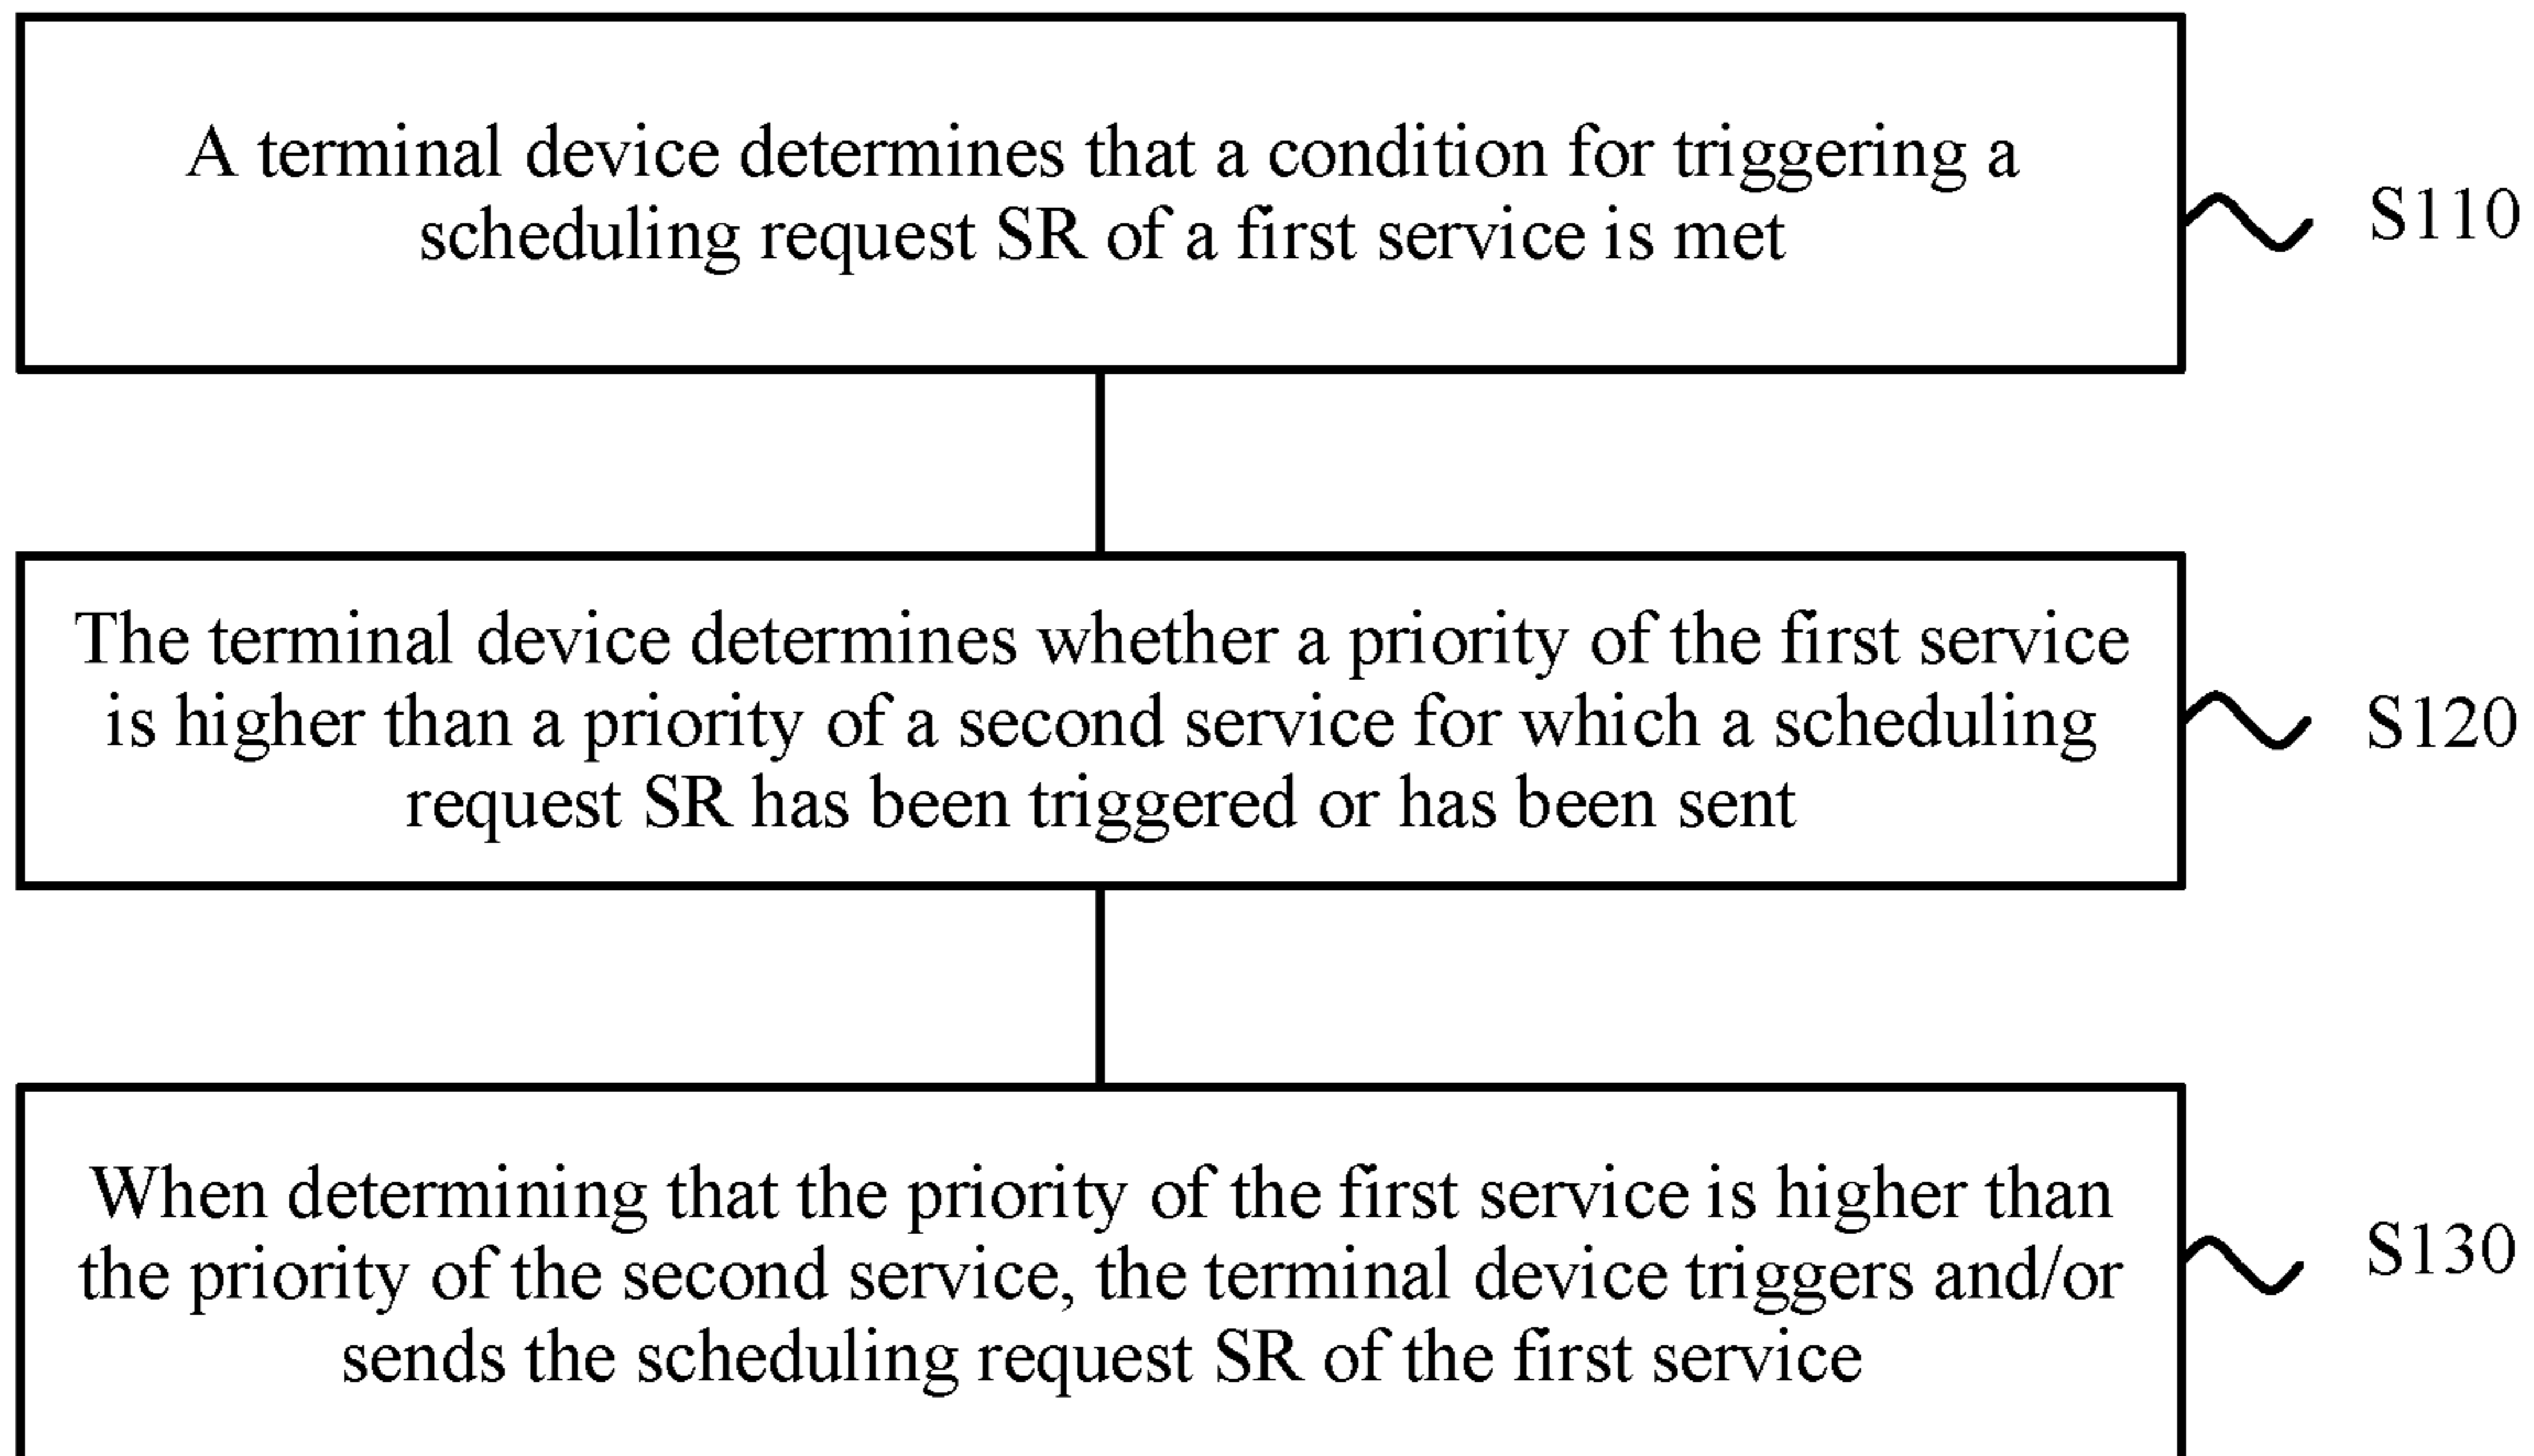 A terminal device determines that a condition for triggering a
scheduling request SR of a first service is met
S110
The terminal device determines whether a priority of the first service
is higher than a priority of a second service for which a scheduling
request SR has been triggered or has been sent
S120
When determining that the priority of the first service is higher than
the priority of the second service, the terminal device triggers and/or
sends the scheduling request SR of the first service
S130